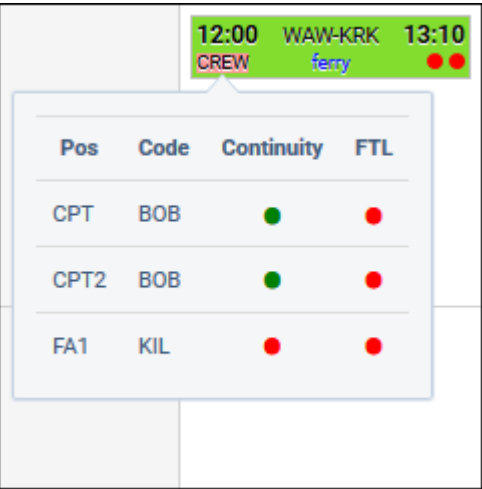 12:00 WAW-KRK 13:10
CREW ferry
Pos Code Continuity FTL
CPT BOB
CPT2 BOB
FA1 KIL